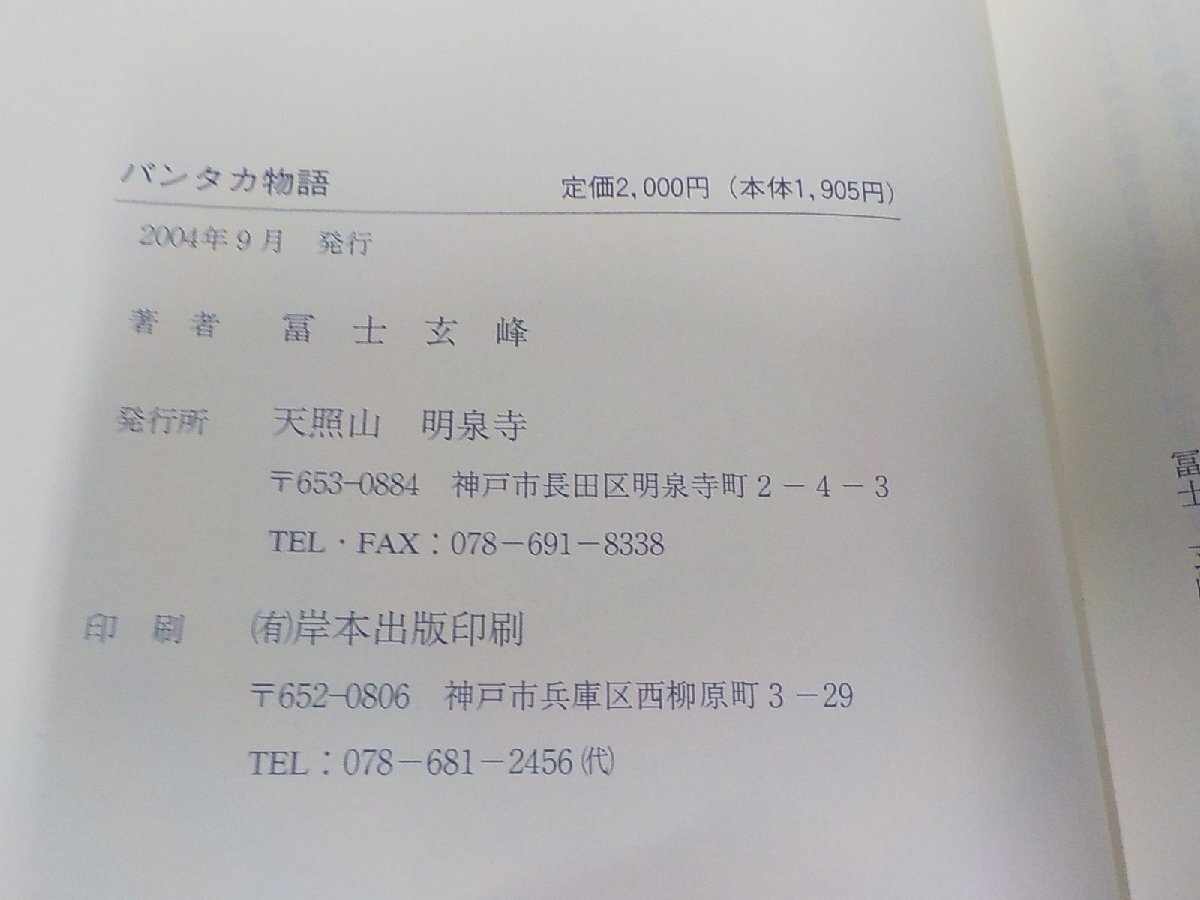 バンタカ物語　定価2,000円（本体1,905円）
2004年9月　発行
著　者　冨　士　玄　峰
発行所　天照山　明泉寺
〒653-0884　神戸市長田区明泉寺町2－4－3
TEL・FAX：078－691－8338
印　刷　㈲岸本出版印刷
〒652-0806　神戸市兵庫区西柳原町3－29
TEL：078－681－2456㈹
冨士